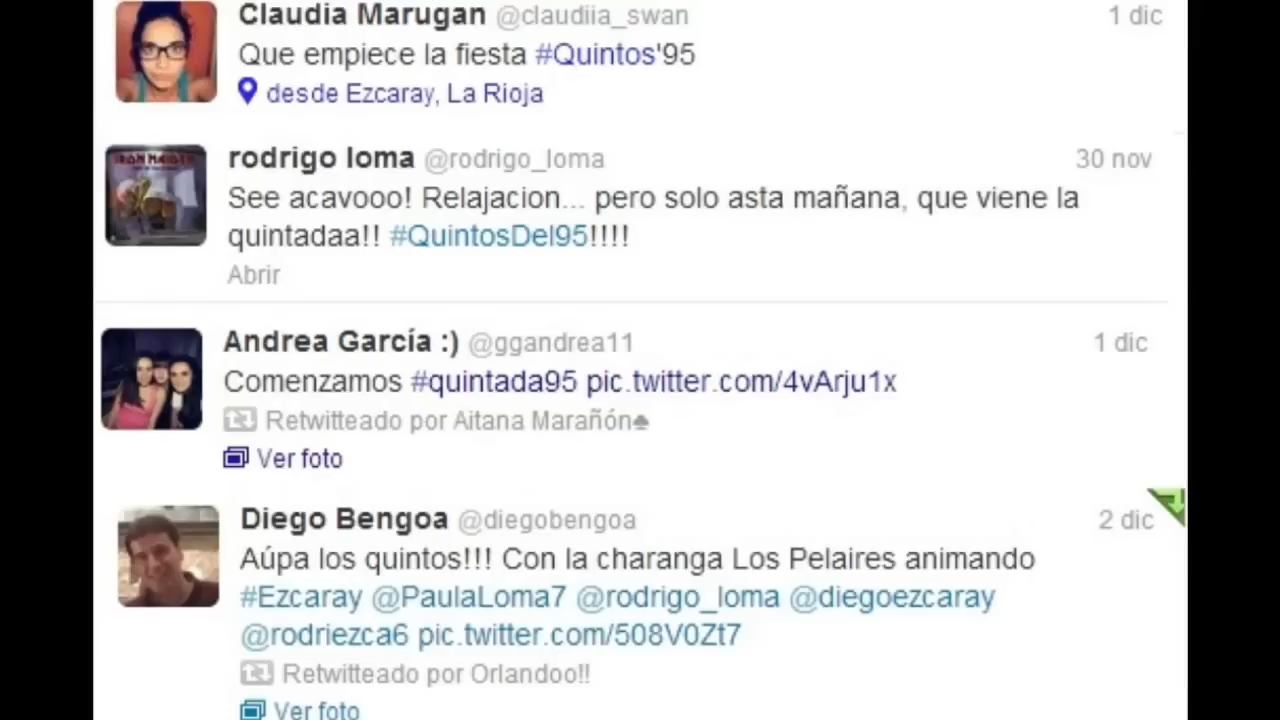 Claudia Marugan @claudiia_swan 1 dic
Que empiece la fiesta #Quintos'95
desde Ezcaray, La Rioja
rodrigo loma @rodrigo_loma 30 nov
See acavooo! Relajacion... pero solo asta mañana, que viene la
quintadaa!! #QuintosDel95!!!!
Abrir
Andrea García :) @ggandrea11 1 dic
Comenzamos #quintada95 pic.twitter.com/4vArju1x
Retwitteado por Aitana Marañón♠
Ver foto
Diego Bengoa @diegobengoa 2 dic
Aúpa los quintos!!! Con la charanga Los Pelaires animando
#Ezcaray @PaulaLoma7 @rodrigo_loma @diegoezcaray
@rodriezca6 pic.twitter.com/508V0Zt7
Retwitteado por Orlandoo!!
Ver foto